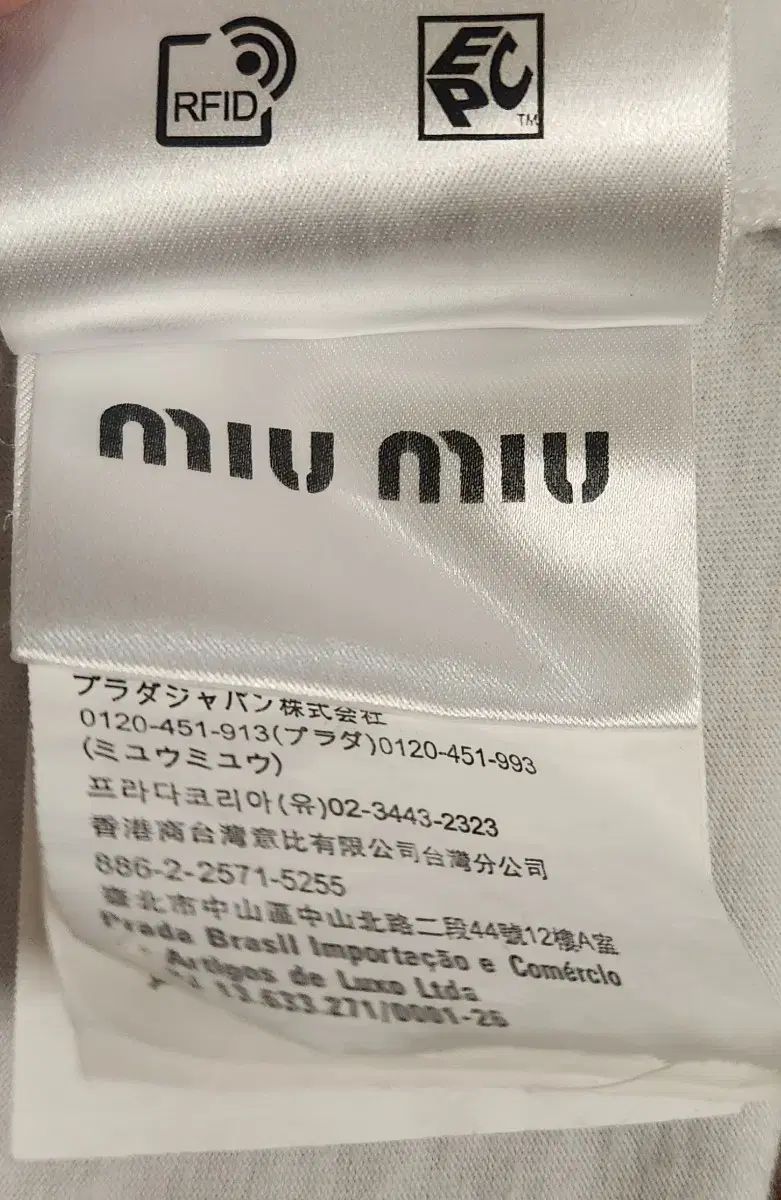 RFID
EPC
TM
miu miu
プラダジャパン株式会社
0120-451-913(プラダ)0120-451-993
(ミュウミュウ)
프라다코리아(유)02-3443-2323
香港商台灣意比有限公司台灣分公司
886-2-2571-5255
臺北市中山區中山北路二段44號12樓A室
Prada Brasil Importação e Comércio
Artigos de Luxo Ltda
13.633.271/0001-26